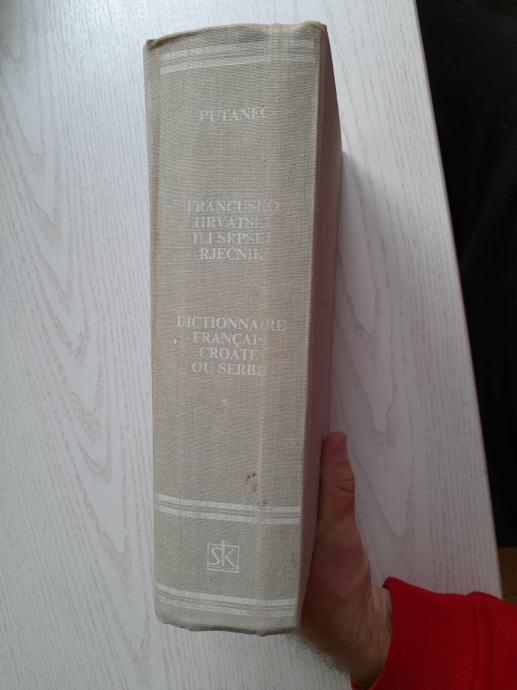 PUTANEC
FRANCUSKO
HRVATSKI
ILI SRPSKI
RJEČNIK
DICTIONNAIRE
FRANÇAIS
CROATE
OU SERBE
sk